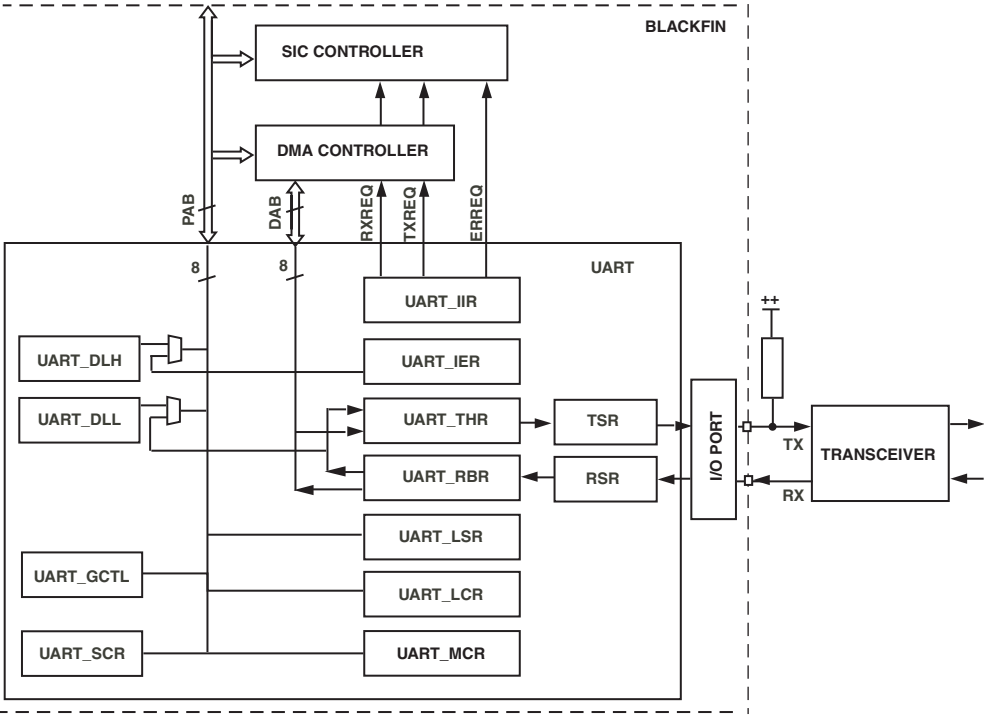 BLACKFIN
SIC CONTROLLER
DMA CONTROLLER
PAB
DAB
RXREQ
TXREQ
ERREQ
8
8
UART
UART_IIR
++
UART_DLH
UART_IER
UART_DLL
UART_THR
TSR
I/O PORT
TX
TRANSCEIVER
UART_RBR
RSR
RX
UART_LSR
UART_GCTL
UART_LCR
UART_SCR
UART_MCR